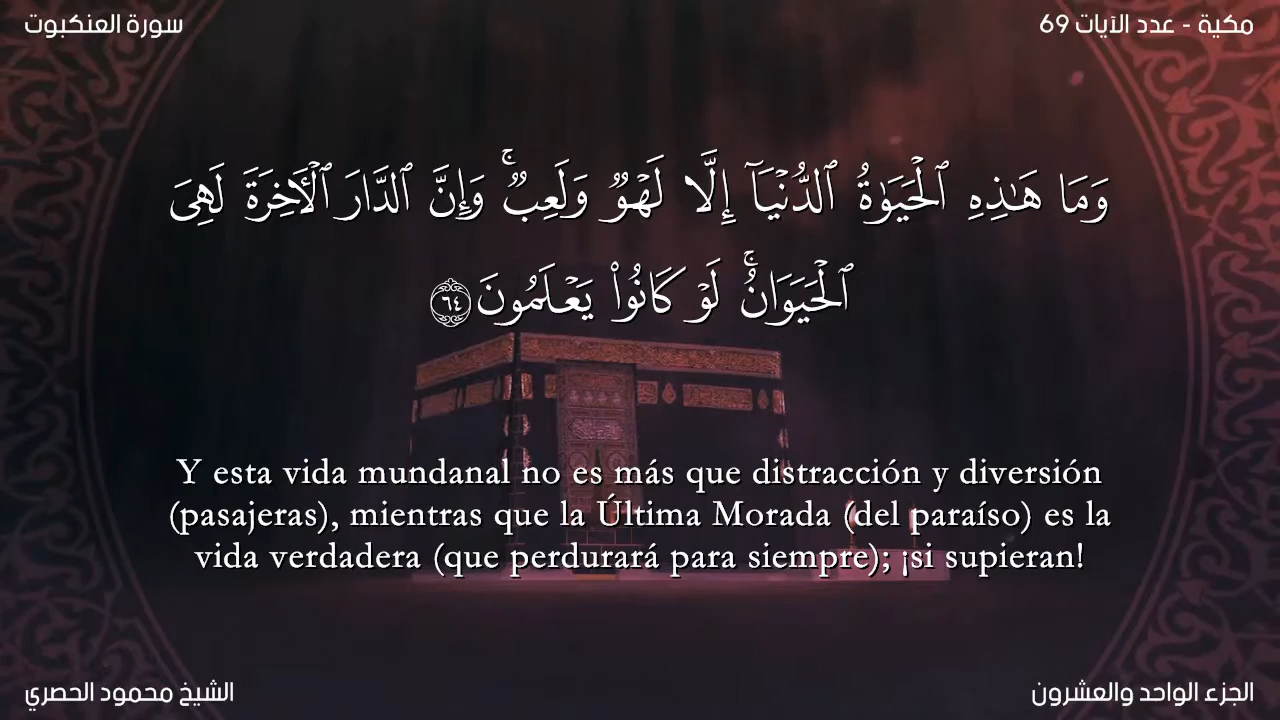 سورة العنكبوت
مكية - عدد الآيات 69
وَمَا هَـٰذِهِ ٱلْحَيَوٰةُ ٱلدُّنْيَآ إِلَّا لَهْوٌ وَلَعِبٌ ۚ وَإِنَّ ٱلدَّارَ ٱلْـَٔاخِرَةَ لَهِىَ
ٱلْحَيَوَانُ ۚ لَوْ كَانُوا۟ يَعْلَمُونَ ٦٤
Y esta vida mundanal no es más que distracción y diversión
(pasajeras), mientras que la Última Morada (del paraíso) es la
vida verdadera (que perdurará para siempre); ¡si supieran!
الشيخ محمود الحصري
الجزء الواحد والعشرون